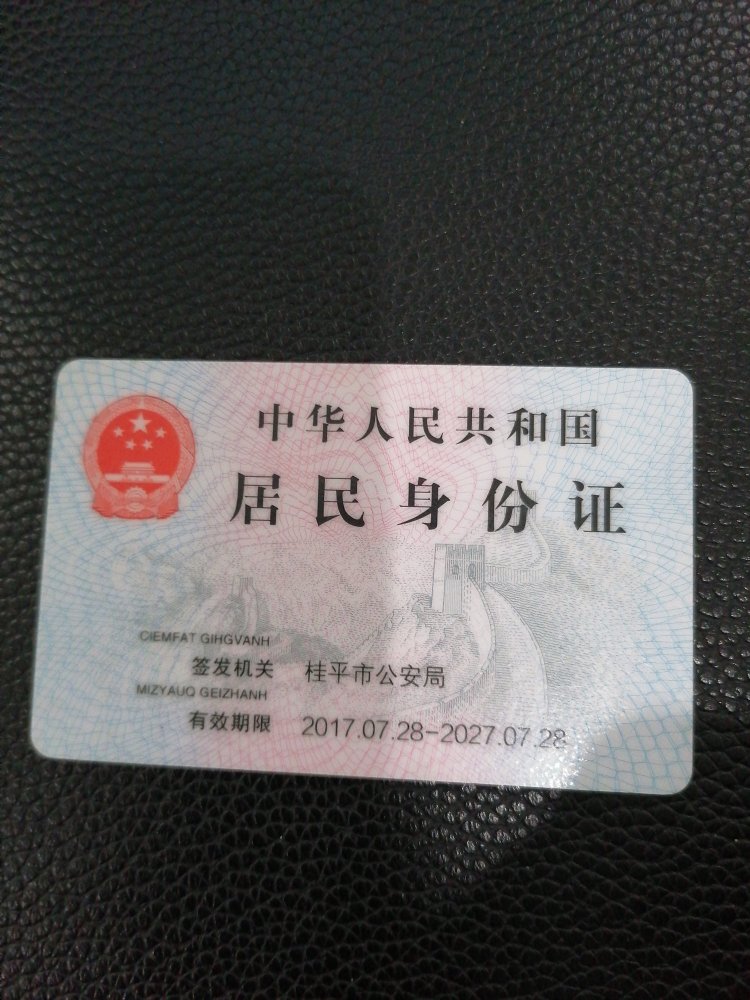 中华人民共和国
居民身份证
CIEMFAT GIHGVANH
签发机关 桂平市公安局
MIZYAUQ GEIZHANH
有效期限 2017.07.28-2027.07.28